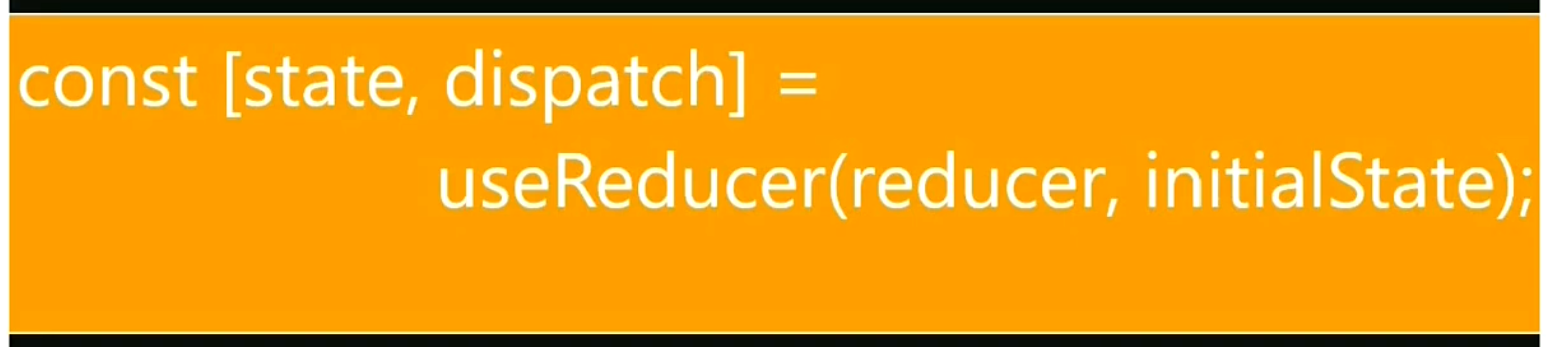 const [state, dispatch] =
useReducer(reducer, initialState);